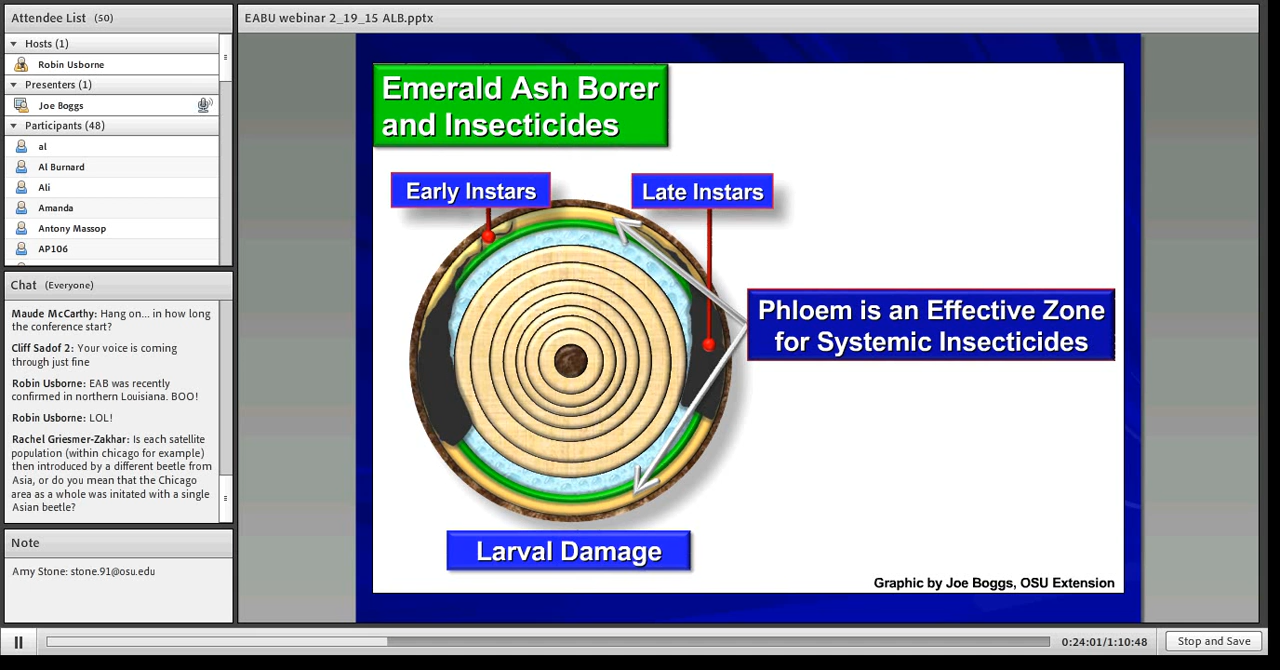 Attendee List (50)
Hosts (1)
Robin Usborne
Presenters (1)
Joe Boggs
Participants (48)
al
Al Burnard
Ali
Amanda
Antony Massop
AP106
Chat (Everyone)
Maude McCarthy: Hang on... in how long
the conference start?
Cliff Sadof 2: Your voice is coming
through just fine
Robin Usborne: EAB was recently
confirmed in northern Louisiana. BOO!
Robin Usborne: LOL!
Rachel Griesmer-Zakhar: Is each satellite
population (within chicago for example)
then introduced by a different beetle from
Asia, or do you mean that the Chicago
area as a whole was initated with a single
Asian beetle?
Note
Amy Stone: stone.91@osu.edu
EABU webinar 2_19_15 ALB.pptx
Emerald Ash Borer
and Insecticides
Early Instars
Late Instars
Phloem is an Effective Zone
for Systemic Insecticides
Larval Damage
Graphic by Joe Boggs, OSU Extension
0:24:01/1:10:48
Stop and Save